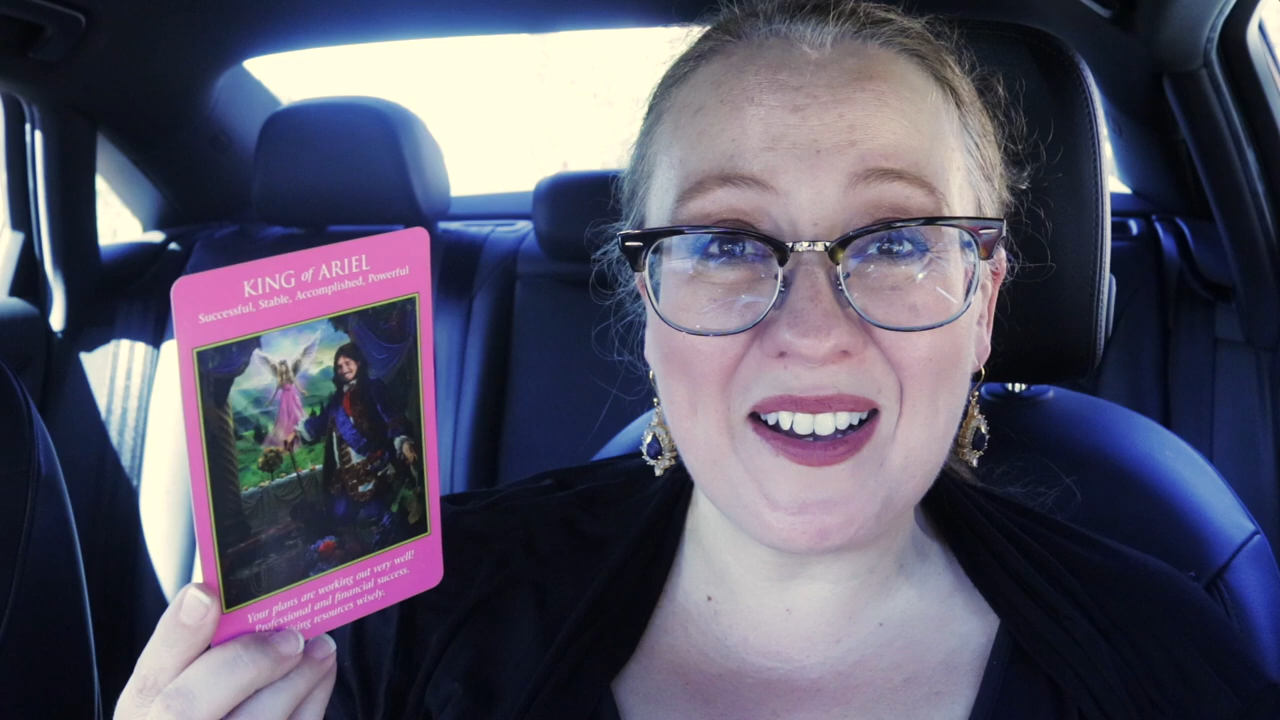 KING of ARIEL
Successful, Stable, Accomplished, Powerful
Your plans are working out very well!
Professional and financial success.
resources wisely.